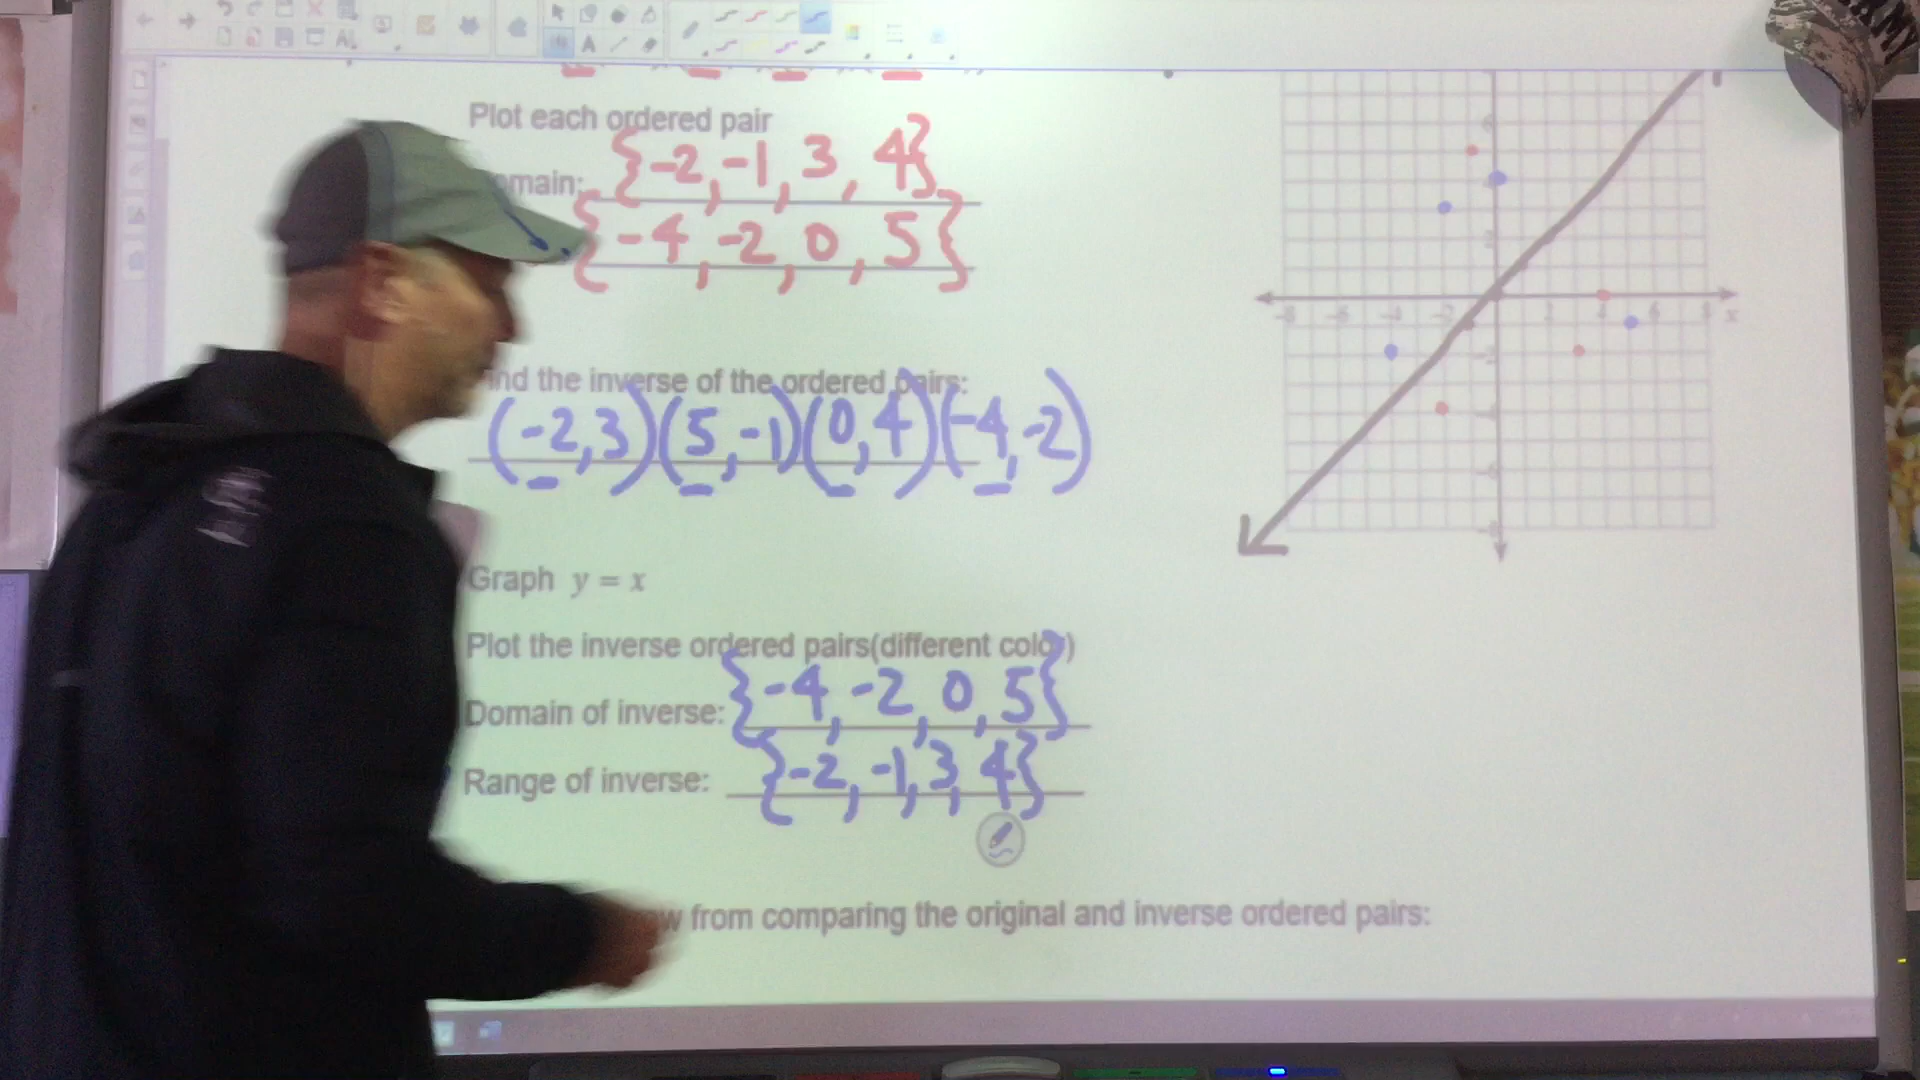 Plot each ordered pair
main: {-2, -1, 3, 4}
{-4, -2, 0, 5}
nd the inverse of the ordered pairs:
(-2,3)(5,-1)(0,4)(-4,-2)
Graph y = x
Plot the inverse ordered pairs(different color)
Domain of inverse: {-4, -2, 0, 5}
Range of inverse: {-2, -1, 3, 4}
from comparing the original and inverse ordered pairs: